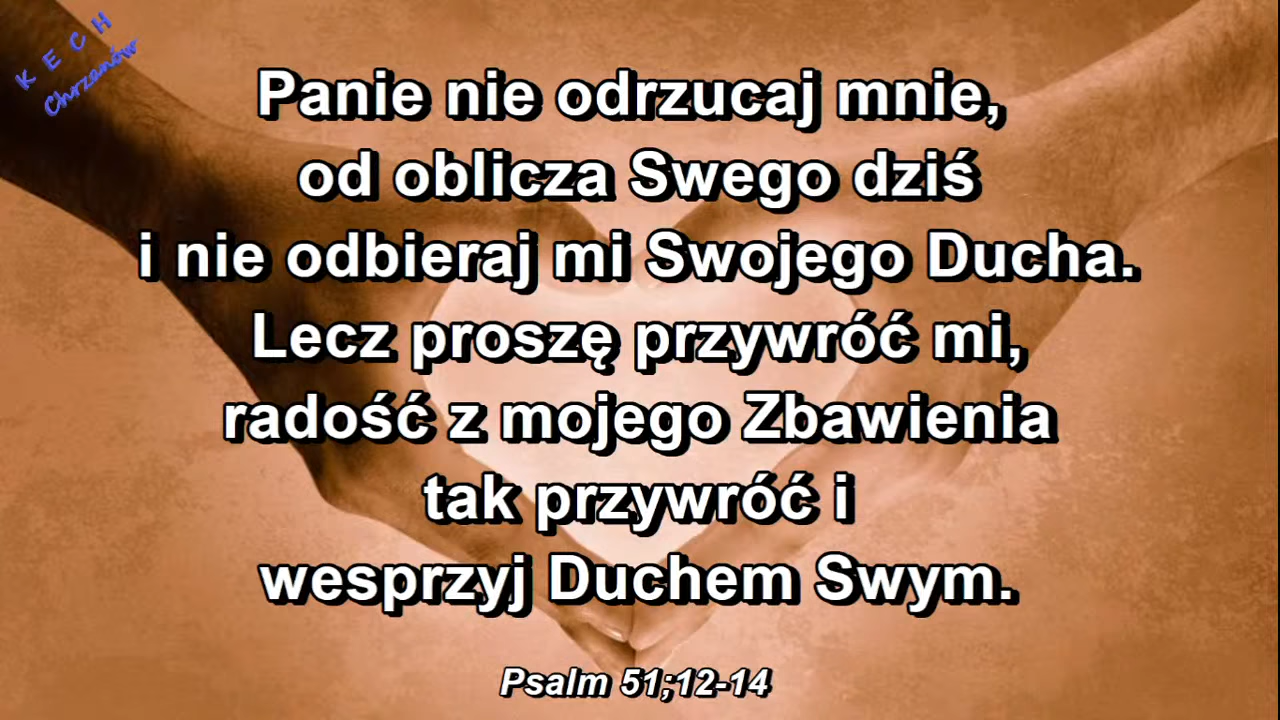 K E C H
Chrzanów
Panie nie odrzucaj mnie,
od oblicza Swego dziś
i nie odbieraj mi Swojego Ducha.
Lecz proszę przywróć mi,
radość z mojego Zbawienia
tak przywróć i
wesprzyj Duchem Swym.
Psalm 51;12-14